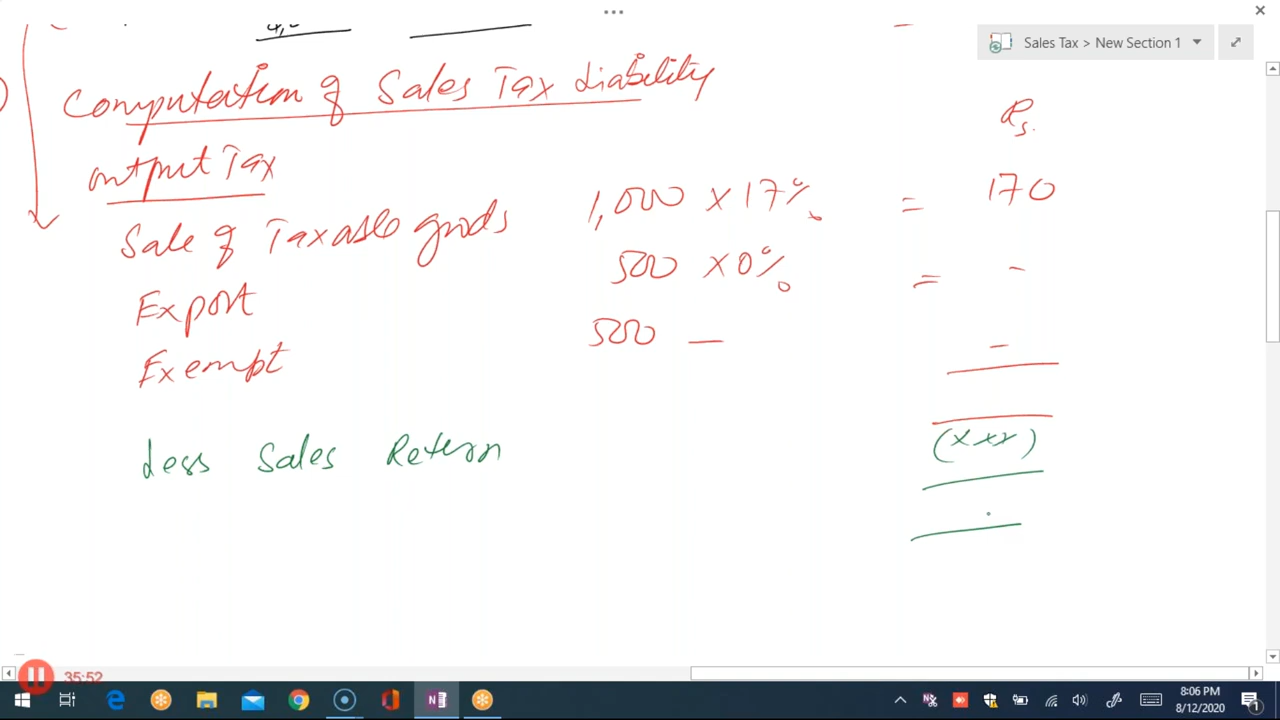 Sales Tax > New Section 1
Computation of Sales Tax Liability
Rs.
output Tax
Sale of Taxable goods 1,000 x 17% = 170
Export 500 x 0% = -
Exempt 500 — -
Less Sales Return (xxx)
35:52
8:06 PM
8/12/2020